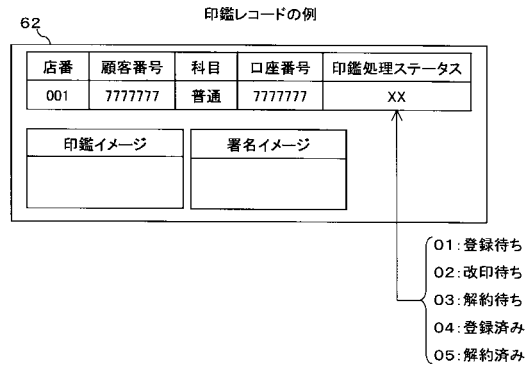 印鑑レコードの例
62
店番 顧客番号 科目 口座番号 印鑑処理ステータス
001 7777777 普通 7777777 XX
印鑑イメージ 署名イメージ
01:登録待ち
02:改印待ち
03:解約待ち
04:登録済み
05:解約済み